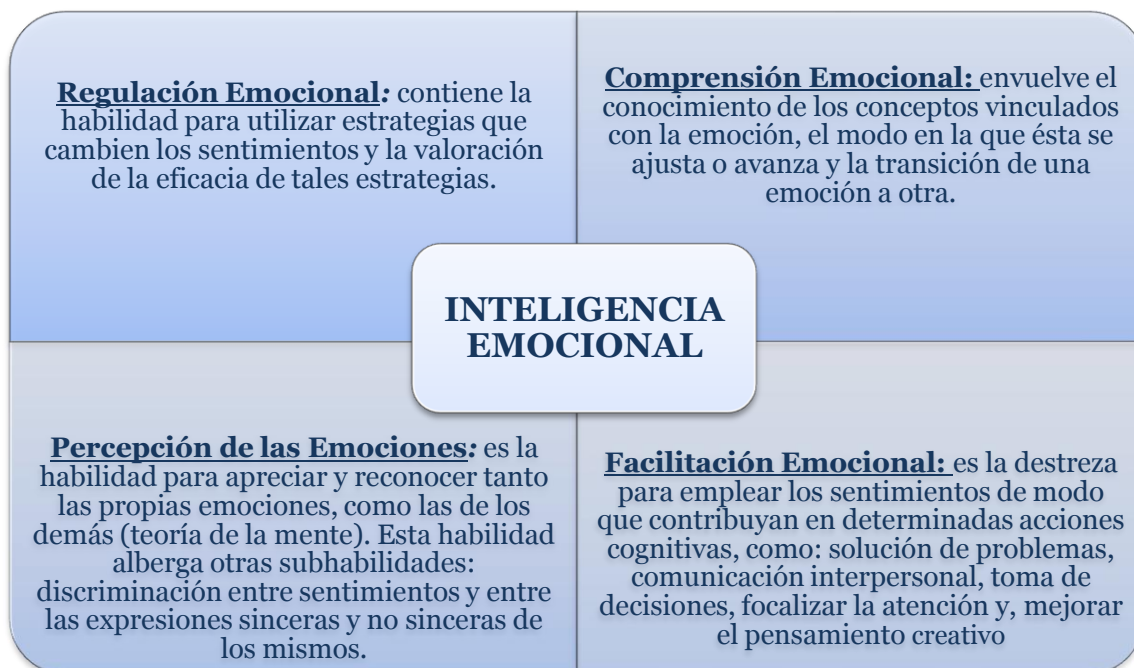 Regulación Emocional: contiene la
habilidad para utilizar estrategias que
cambien los sentimientos y la valoración
de la eficacia de tales estrategias.
Comprensión Emocional: envuelve el
conocimiento de los conceptos vinculados
con la emoción, el modo en la que ésta se
ajusta o avanza y la transición de una
emoción a otra.
INTELIGENCIA
EMOCIONAL
Percepción de las Emociones: es la
habilidad para apreciar y reconocer tanto
las propias emociones, como las de los
demás (teoría de la mente). Esta habilidad
alberga otras subhabilidades:
discriminación entre sentimientos y entre
las expresiones sinceras y no sinceras de
los mismos.
Facilitación Emocional: es la destreza
para emplear los sentimientos de modo
que contribuyan en determinadas acciones
cognitivas, como: solución de problemas,
comunicación interpersonal, toma de
decisiones, focalizar la atención y, mejorar
el pensamiento creativo